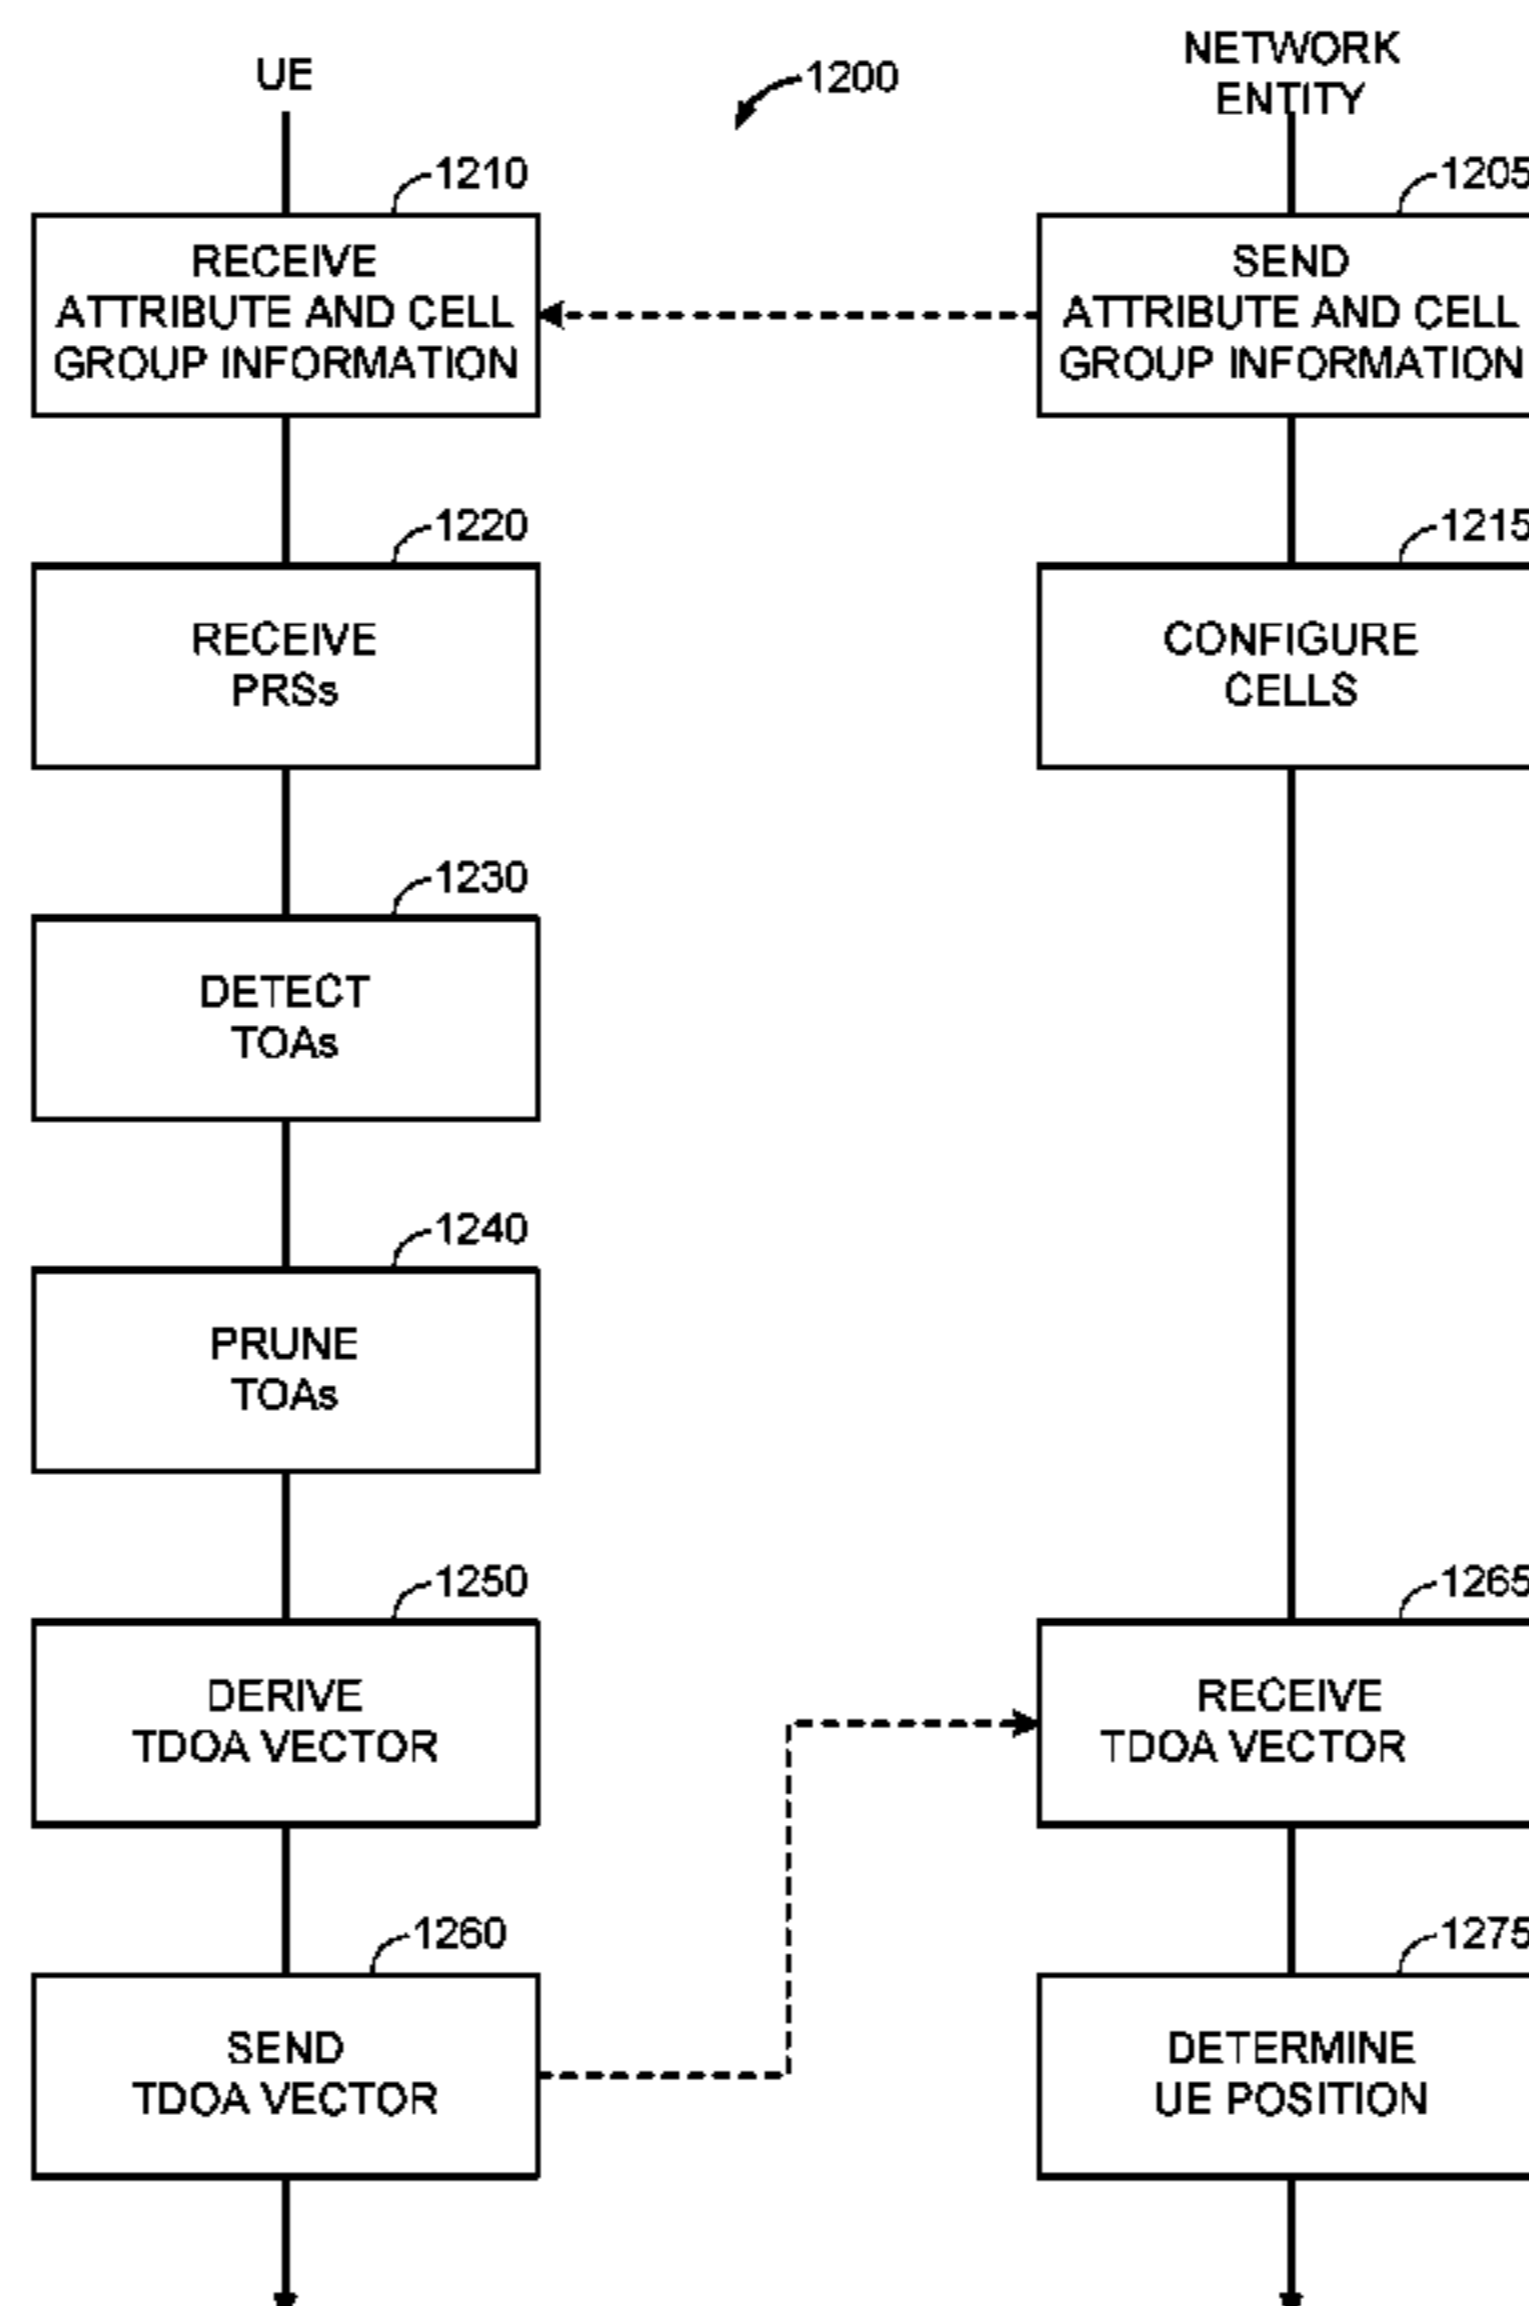 UE
1200
NETWORK
ENTITY
1210
RECEIVE
ATTRIBUTE AND CELL
GROUP INFORMATION
1205
SEND
ATTRIBUTE AND CELL
GROUP INFORMATION
1220
RECEIVE
PRSs
1215
CONFIGURE
CELLS
1230
DETECT
TOAs
1240
PRUNE
TOAs
1250
DERIVE
TDOA VECTOR
1265
RECEIVE
TDOA VECTOR
1260
SEND
TDOA VECTOR
1275
DETERMINE
UE POSITION